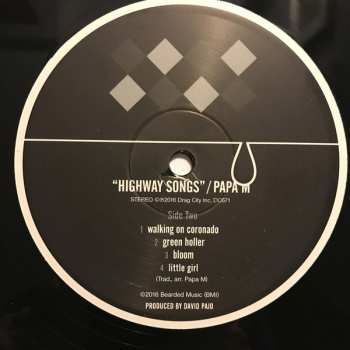 "HIGHWAY SONGS" / PAPA M
STEREO ©℗2016 Drag City Inc. DC671
Side Two
1 walking on coronado
2 green holler
3 bloom
4 little girl
(Trad., arr. Papa M)
©2016 Bearded Music (BMI)
PRODUCED BY DAVID PAJO